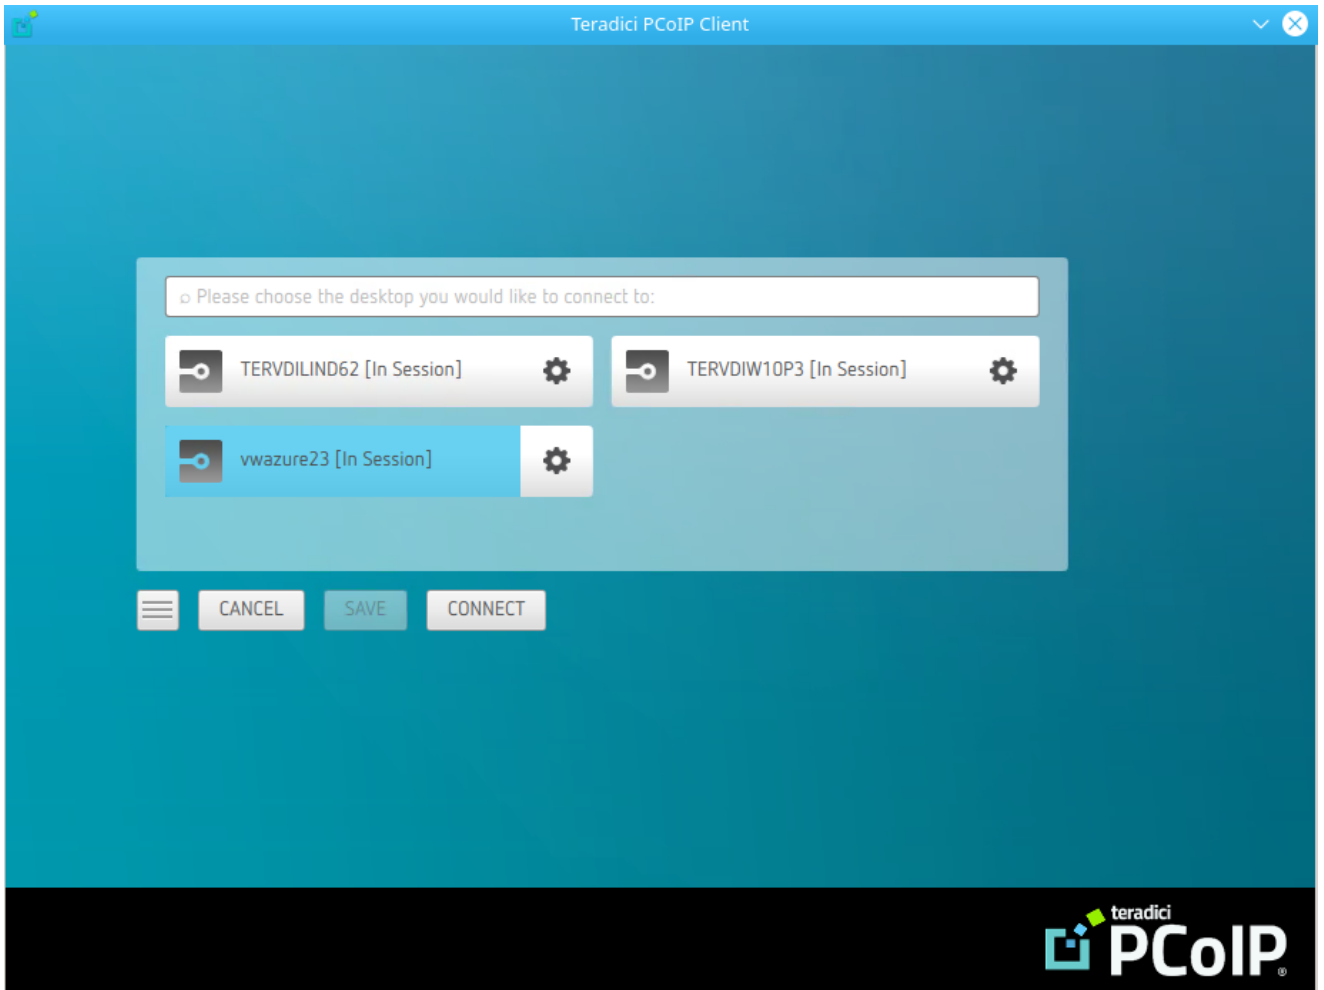 Teradici PCoIP Client
Please choose the desktop you would like to connect to:
TERVDILIND62 [In Session]
TERVDIW10P3 [In Session]
vwazure23 [In Session]
CANCEL
SAVE
CONNECT
teradici
PCoIP®